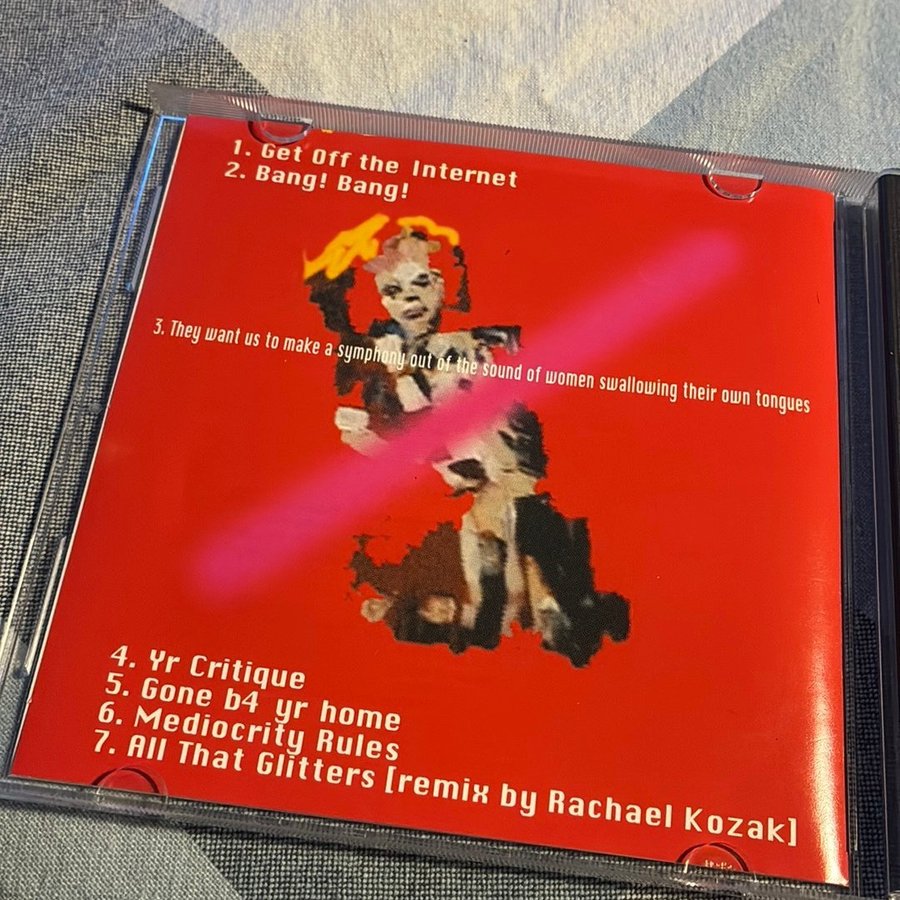 1. Get Off the Internet
2. Bang! Bang!
3. They want us to make a symphony out of the sound of women swallowing their own tongues
4. Yr Critique
5. Gone b4 yr home
6. Mediocrity Rules
7. All That Glitters [remix by Rachael Kozak]